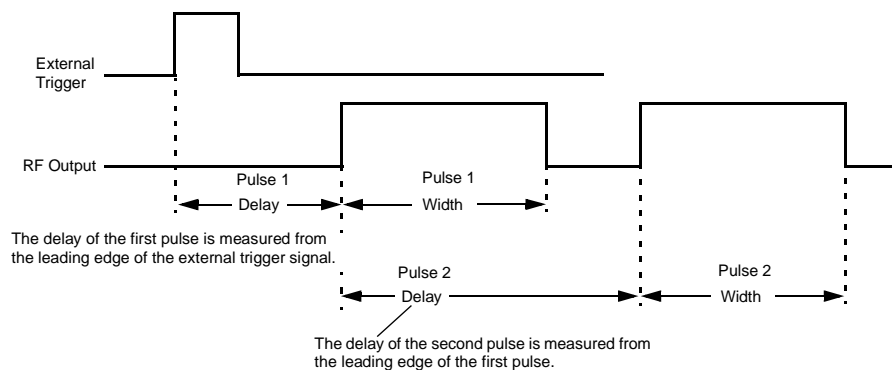 External
Trigger
RF Output
Pulse 1
Delay
Pulse 1
Width
The delay of the first pulse is measured from
the leading edge of the external trigger signal.
Pulse 2
Delay
Pulse 2
Width
The delay of the second pulse is measured from
the leading edge of the first pulse.